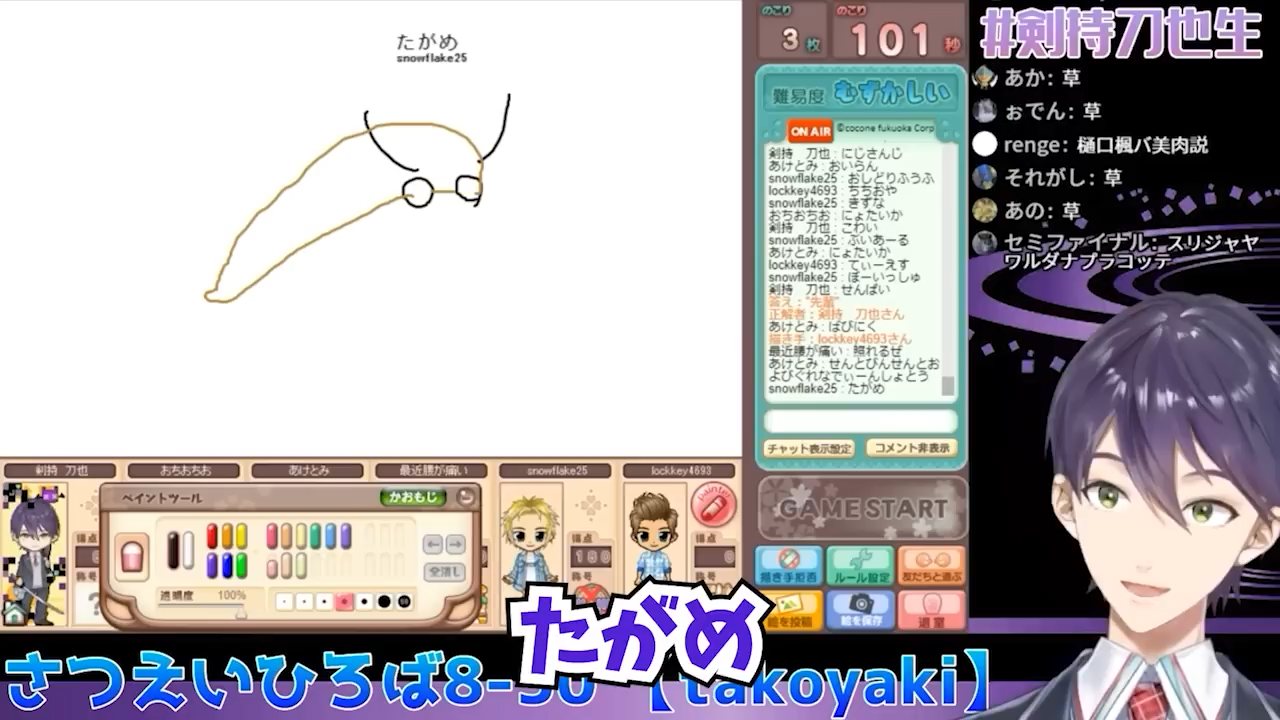 たがめ
snowflake25
のこり
3枚
のこり
101秒
難易度 むずかしい
ON AIR
©cocone fukuoka Corp
剣持　刀也 : にじさんじ
あけとみ : おいらん
snowflake25 : おしどりふうふ
lockkey4693 : ちちおや
snowflake25 : きずな
おちおちお : にょたいか
剣持　刀也 : こわい
snowflake25 : ぶいあーる
あけとみ : にょたいか
lockkey4693 : てぃーえす
snowflake25 : ぼーいっしゅ
剣持　刀也 : せんぱい
答え : "先輩"
正解者 : 剣持　刀也さん
あけとみ : ばびにく
描き手 : lockkey4693さん
最近腰が痛い : 照れるぜ
あけとみ : せんとびんせんとお
よびぐれなでぃーんしょとう
snowflake25 : たがめ
チャット表示設定
コメント非表示
GAME START
描き手拒否
ルール設定
友だちと遊ぶ
絵を投稿
絵を保存
退室
#剣持刀也生
あか: 草
ぉでん: 草
renge: 樋口楓バ美肉説
それがし: 草
あの: 草
セミファイナル: スリジャヤ
ワルダナプラコッテ
剣持　刀也
おちおちお
あけとみ
最近腰が痛い
snowflake25
lockkey4693
ペイントツール
かおもじ
全消し
透明度 100%
得点
180
称号
painter
得点
称号
たがめ
さつえいひろば8-30 【takoyaki】